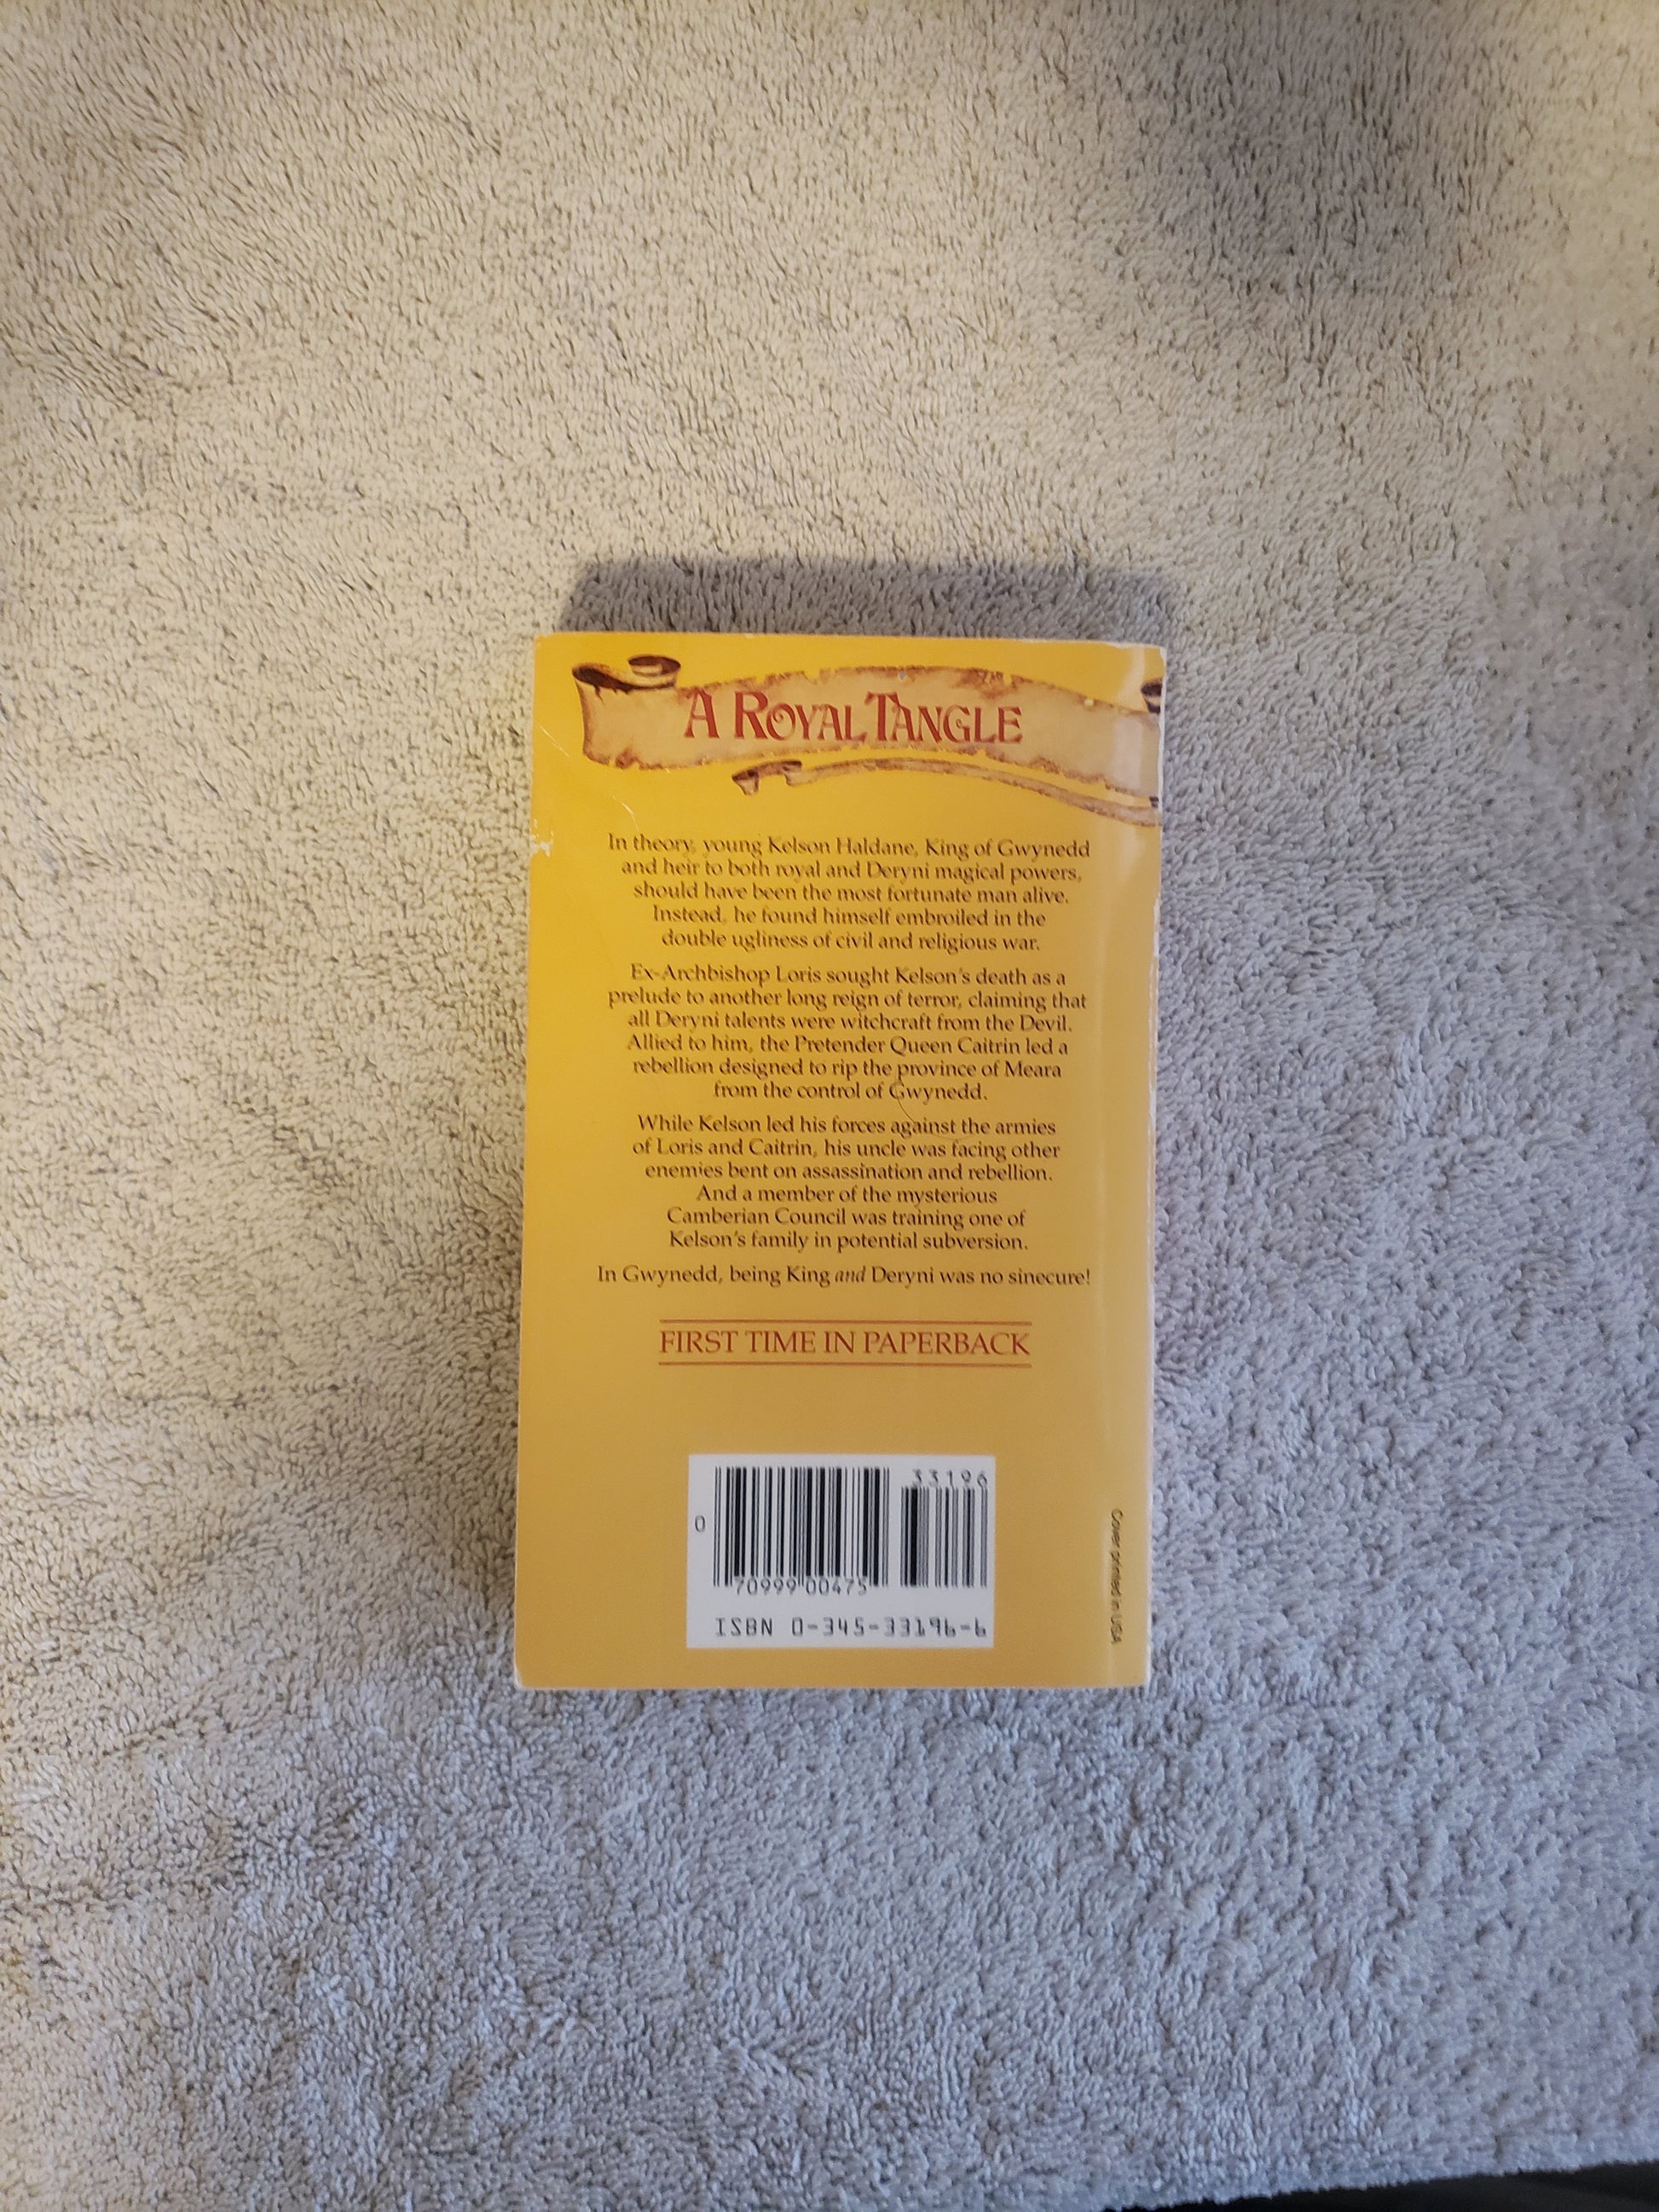 A ROYAL TANGLE
In theory, young Kelson Haldane, King of Gwynedd
and heir to both royal and Deryni magical powers,
should have been the most fortunate man alive.
Instead, he found himself embroiled in the
double ugliness of civil and religious war.
Ex-Archbishop Loris sought Kelson's death as a
prelude to another long reign of terror, claiming that
all Deryni talents were witchcraft from the Devil.
Allied to him, the Pretender Queen Caitrin led a
rebellion designed to rip the province of Meara
from the control of Gwynedd.
While Kelson led his forces against the armies
of Loris and Caitrin, his uncle was facing other
enemies bent on assassination and rebellion.
And a member of the mysterious
Camberian Council was training one of
Kelson's family in potential subversion.
In Gwynedd, being King and Deryni was no sinecure!
FIRST TIME IN PAPERBACK
33196
0
70999 00475
ISBN 0-345-33196-6
Cover printed in USA